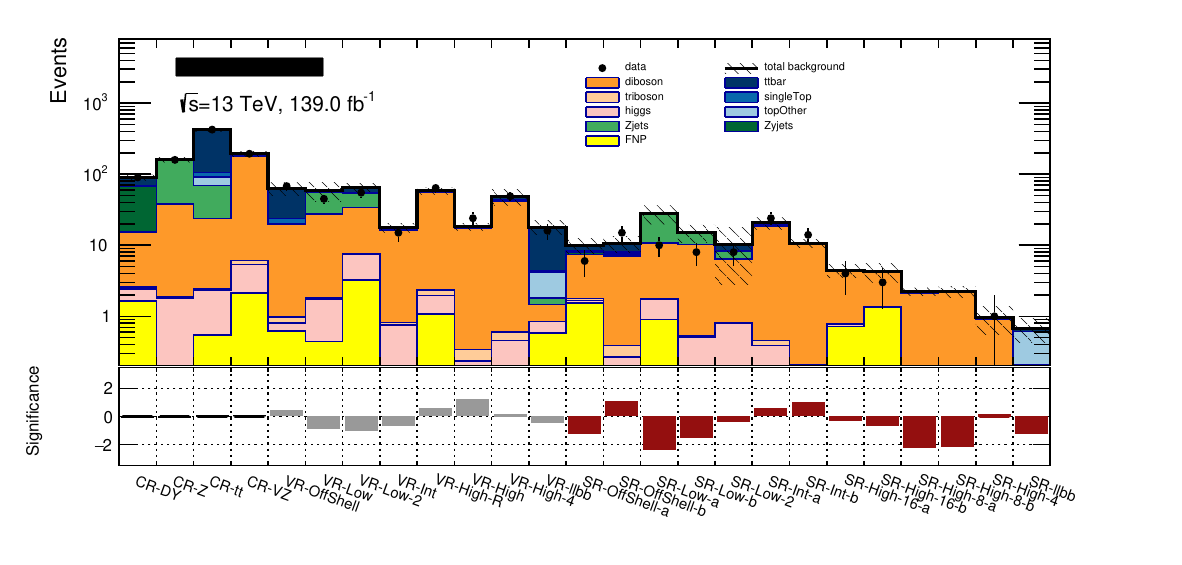 Events
10³
10²
10
1
√s=13 TeV, 139.0 fb⁻¹
data
diboson
triboson
higgs
Zjets
FNP
total background
ttbar
singleTop
topOther
Zγjets
Significance
2
0
−2
CR-DY
CR-Z
CR-tt
CR-VZ
VR-OffShell
VR-Low
VR-Low-2
VR-Int
VR-High-R
VR-High
VR-High-4
VR-llbb
SR-OffShell-a
SR-OffShell-b
SR-Low-a
SR-Low-b
SR-Low-2
SR-Int-a
SR-Int-b
SR-High-16-a
SR-High-16-b
SR-High-8-a
SR-High-8-b
SR-High-4
SR-llbb